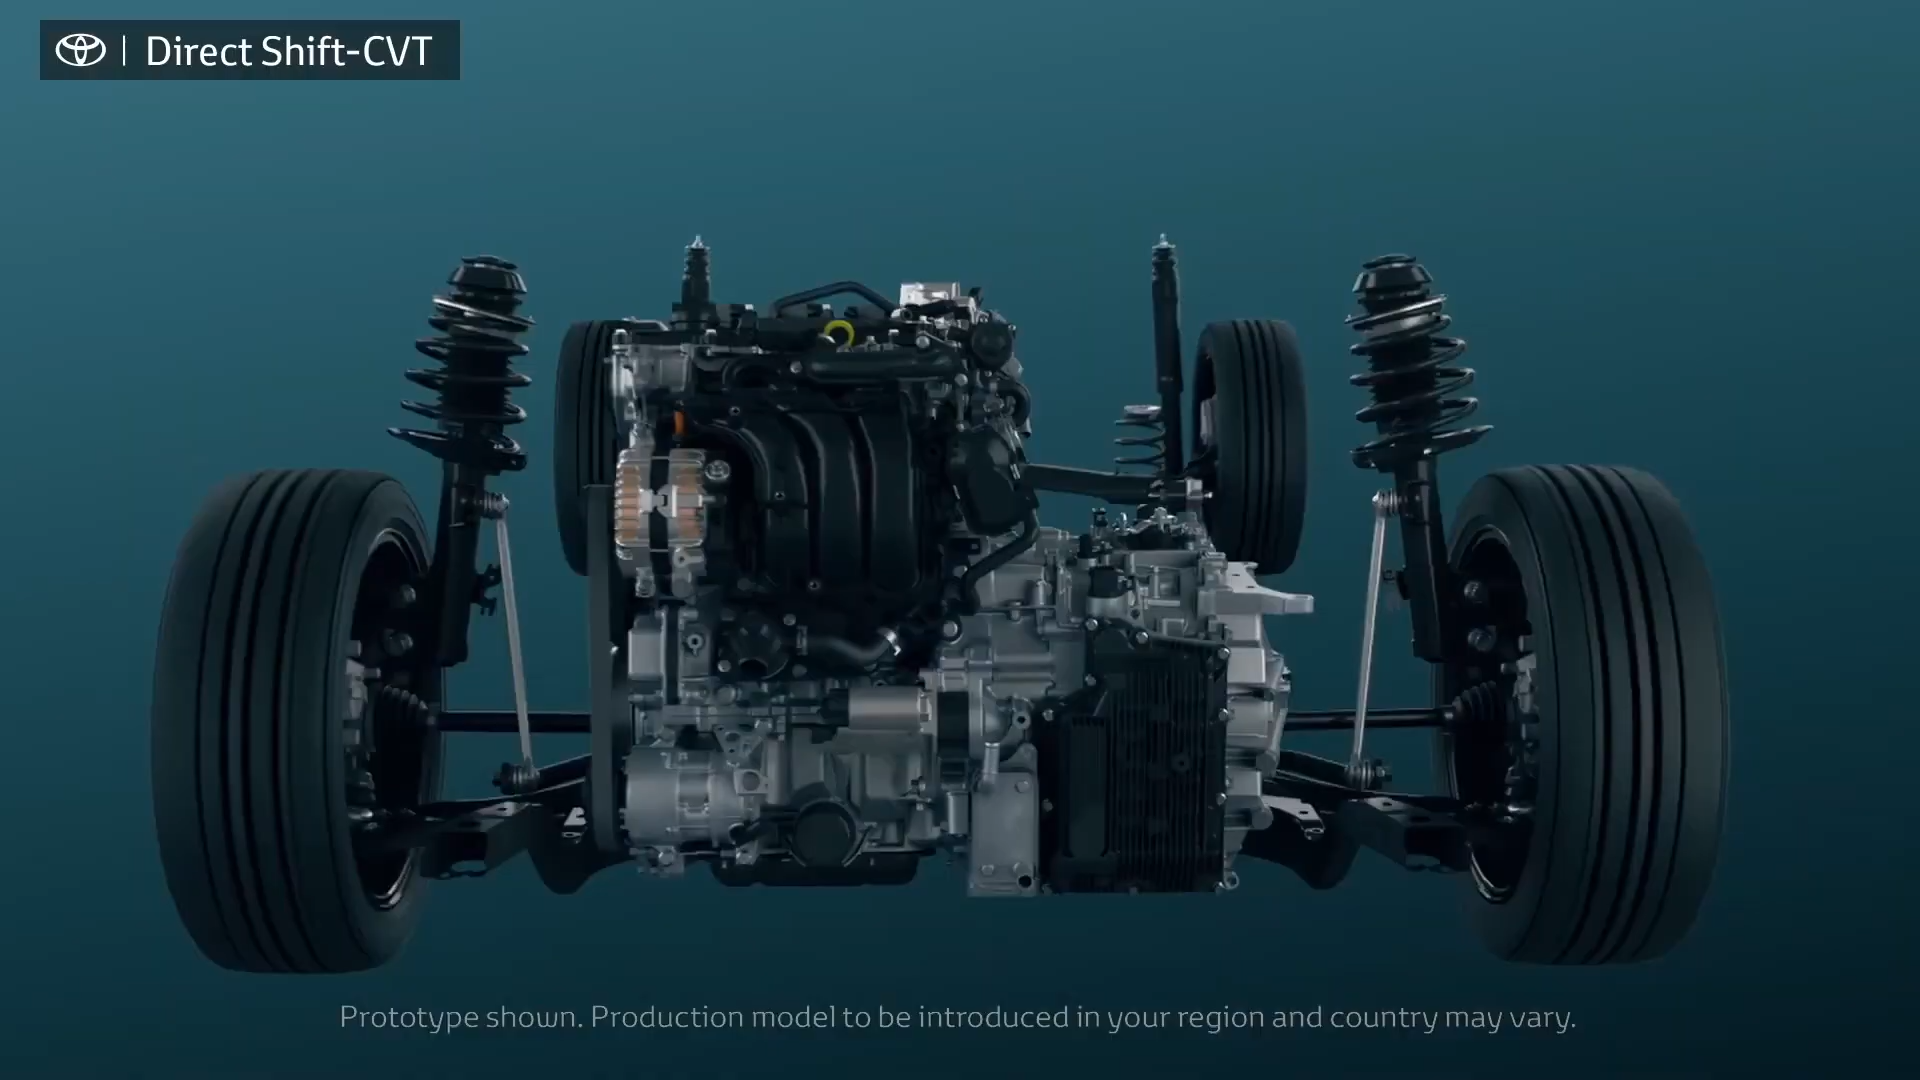 Direct Shift-CVT
Prototype shown. Production model to be introduced in your region and country may vary.